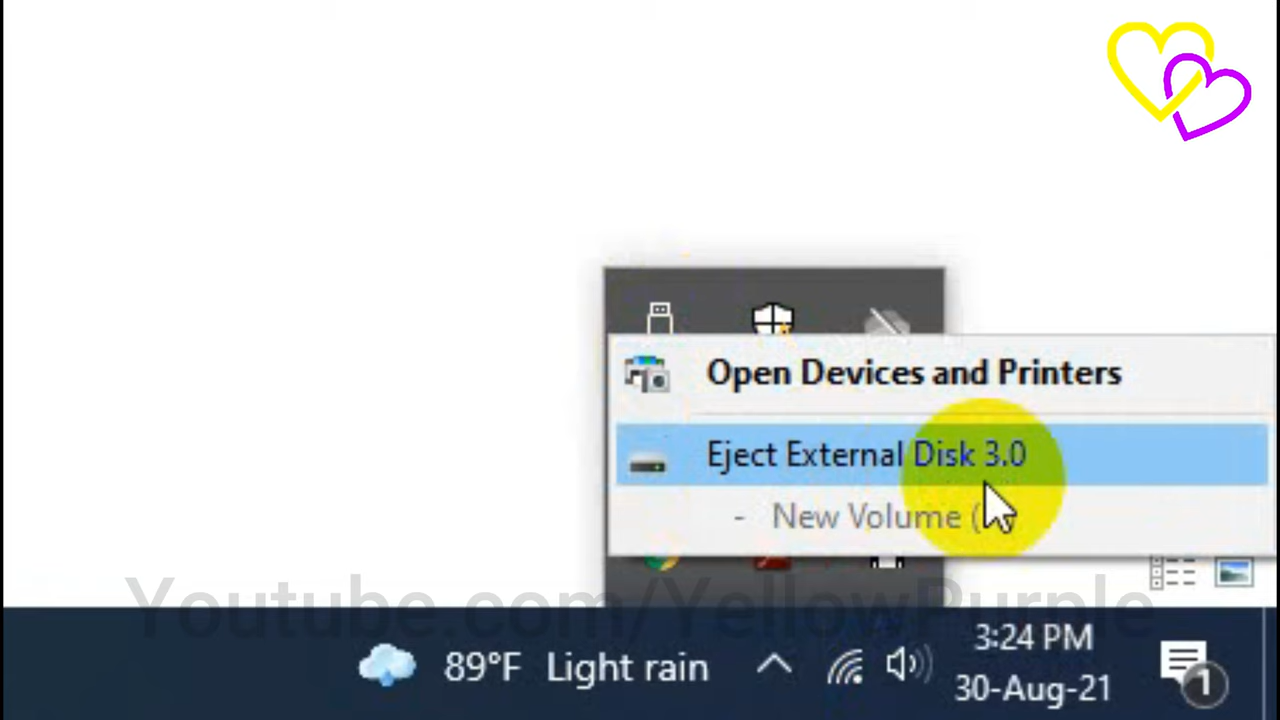 Open Devices and Printers
Eject External Disk 3.0
- New Volume (
Youtube.com/YellowPurple
89°F Light rain
3:24 PM
30-Aug-21
1